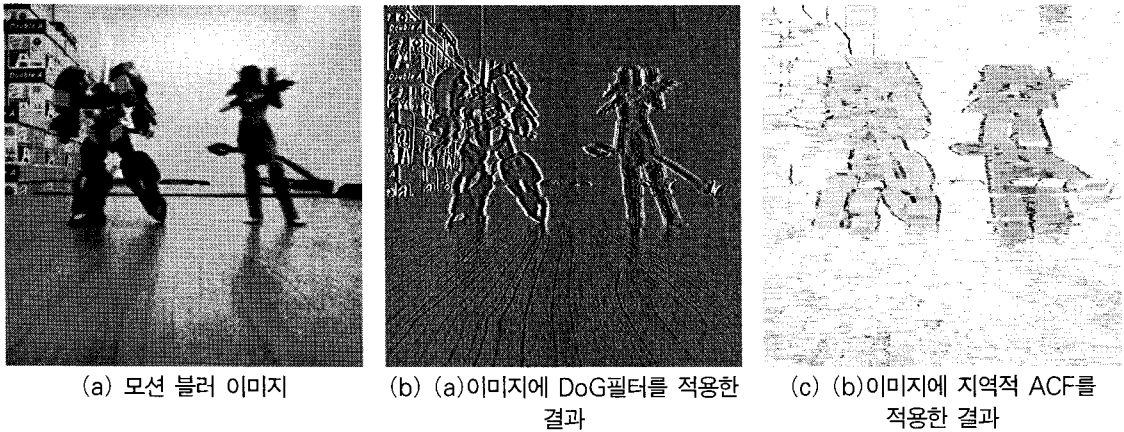 Double A
Double A
(a) 모션 블러 이미지
(b) (a)이미지에 DoG필터를 적용한
결과
(c) (b)이미지에 지역적 ACF를
적용한 결과